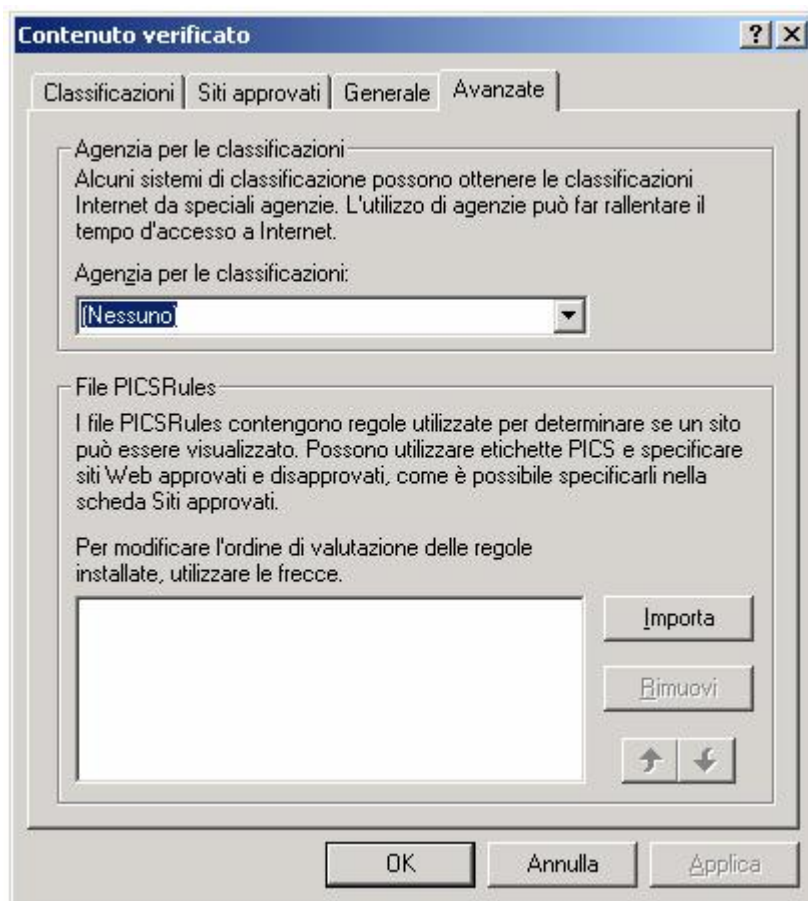 Contenuto verificato
Classificazioni Siti approvati Generale Avanzate
Agenzia per le classificazioni
Alcuni sistemi di classificazione possono ottenere le classificazioni
Internet da speciali agenzie. L'utilizzo di agenzie può far rallentare il
tempo d'accesso a Internet.
Agenzia per le classificazioni:
(Nessuno)
File PICSRules
I file PICSRules contengono regole utilizzate per determinare se un sito
può essere visualizzato. Possono utilizzare etichette PICS e specificare
siti Web approvati e disapprovati, come è possibile specificarli nella
scheda Siti approvati.
Per modificare l'ordine di valutazione delle regole
installate, utilizzare le frecce.
Importa
Rimuovi
OK Annulla Applica